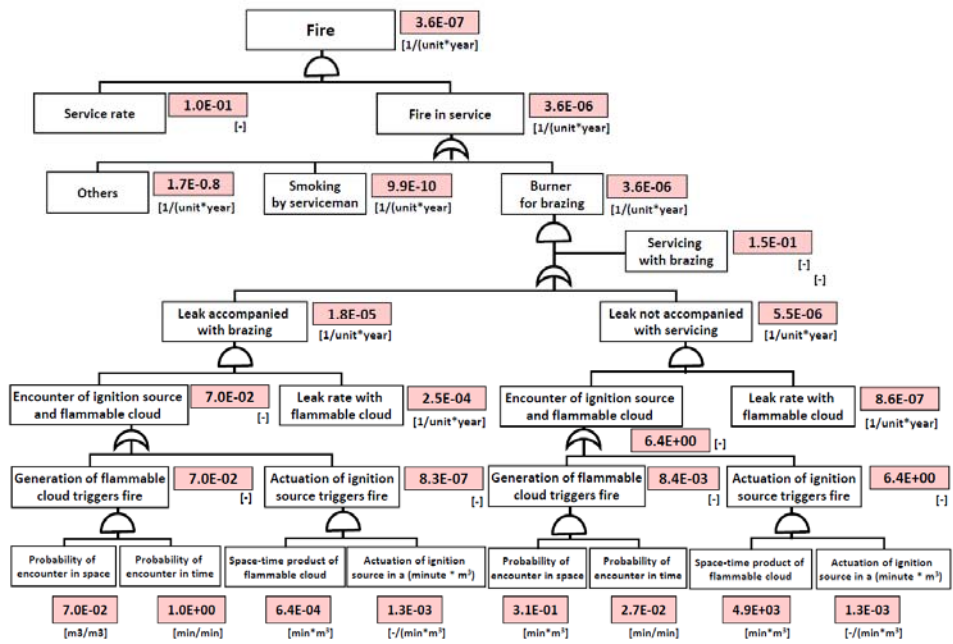 Fire
3.6E-07
[1/(unit*year]
Service rate
1.0E-01
[-]
Fire in service
3.6E-06
[1/(unit*year]
Others
1.7E-0.8
[1/(unit*year]
Smoking
by serviceman
9.9E-10
[1/(unit*year]
Burner
for brazing
3.6E-06
[1/(unit*year]
Servicing
with brazing
1.5E-01
[-]
[-]
Leak accompanied
with brazing
1.8E-05
[1/unit*year]
Leak not accompanied
with servicing
5.5E-06
[1/unit*year]
Encounter of ignition source
and flammable cloud
7.0E-02
[-]
Leak rate with
flammable cloud
2.5E-04
[1/unit*year]
Encounter of ignition source
and flammable cloud
6.4E+00
[-]
Leak rate with
flammable cloud
8.6E-07
[1/unit*year]
Generation of flammable
cloud triggers fire
7.0E-02
[-]
Actuation of ignition
source triggers fire
8.3E-07
[-]
Generation of flammable
cloud triggers fire
8.4E-03
[-]
Actuation of ignition
source triggers fire
6.4E+00
[-]
Probability of
encounter in space
7.0E-02
[m3/m3]
Probability of
encounter in time
1.0E+00
[min/min]
Space-time product of
flammable cloud
6.4E-04
[min*m³]
Actuation of ignition
source in a (minute * m³)
1.3E-03
[-/(min*m³]
Probability of
encounter in space
3.1E-01
[min*m³]
Probability of
encounter in time
2.7E-02
[min/min]
Space-time product of
flammable cloud
4.9E+03
[min*m³]
Actuation of ignition
source in a (minute * m³)
1.3E-03
[-/(min*m³]